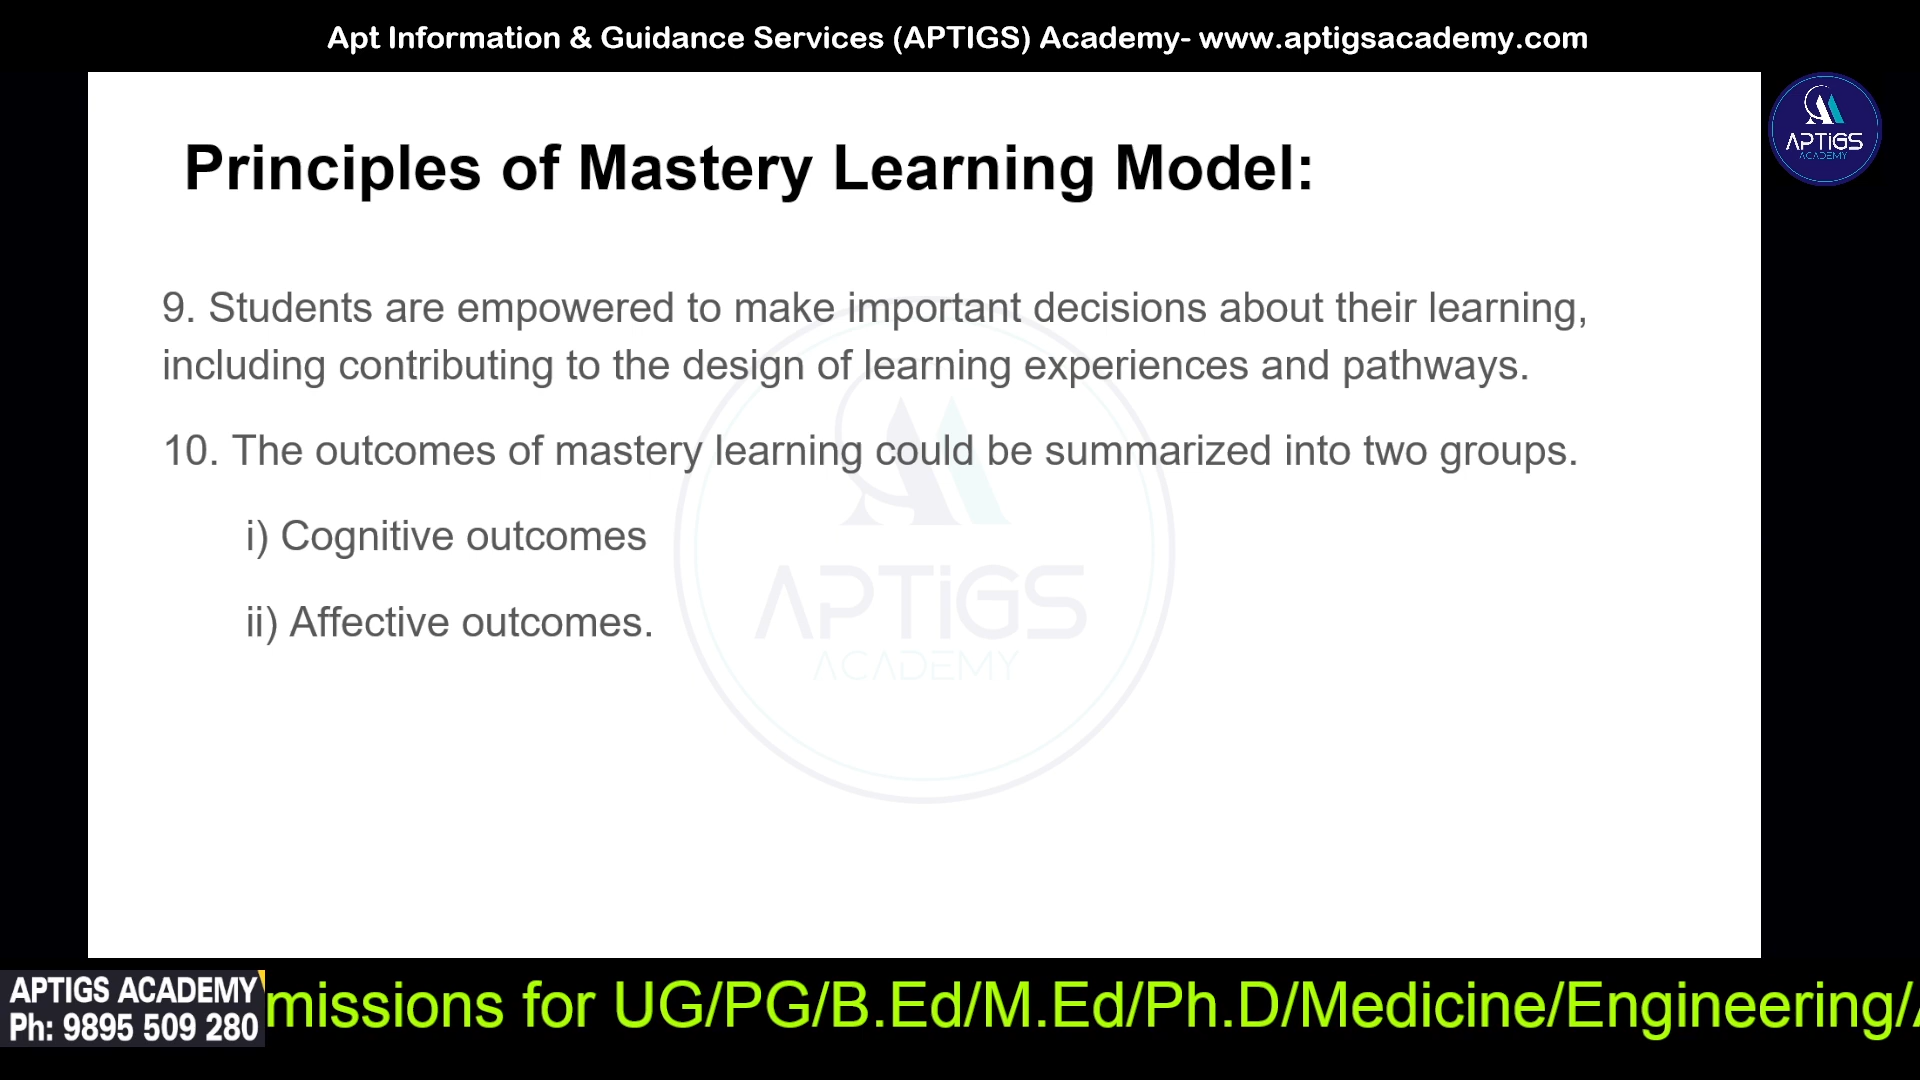 Apt Information & Guidance Services (APTIGS) Academy- www.aptigsacademy.com
APTiGS
ACADEMY
Principles of Mastery Learning Model:
9. Students are empowered to make important decisions about their learning,
including contributing to the design of learning experiences and pathways.
10. The outcomes of mastery learning could be summarized into two groups.
i) Cognitive outcomes
ii) Affective outcomes.
APTiGS
ACADEMY
APTIGS ACADEMY
Ph: 9895 509 280
missions for UG/PG/B.Ed/M.Ed/Ph.D/Medicine/Engineering/